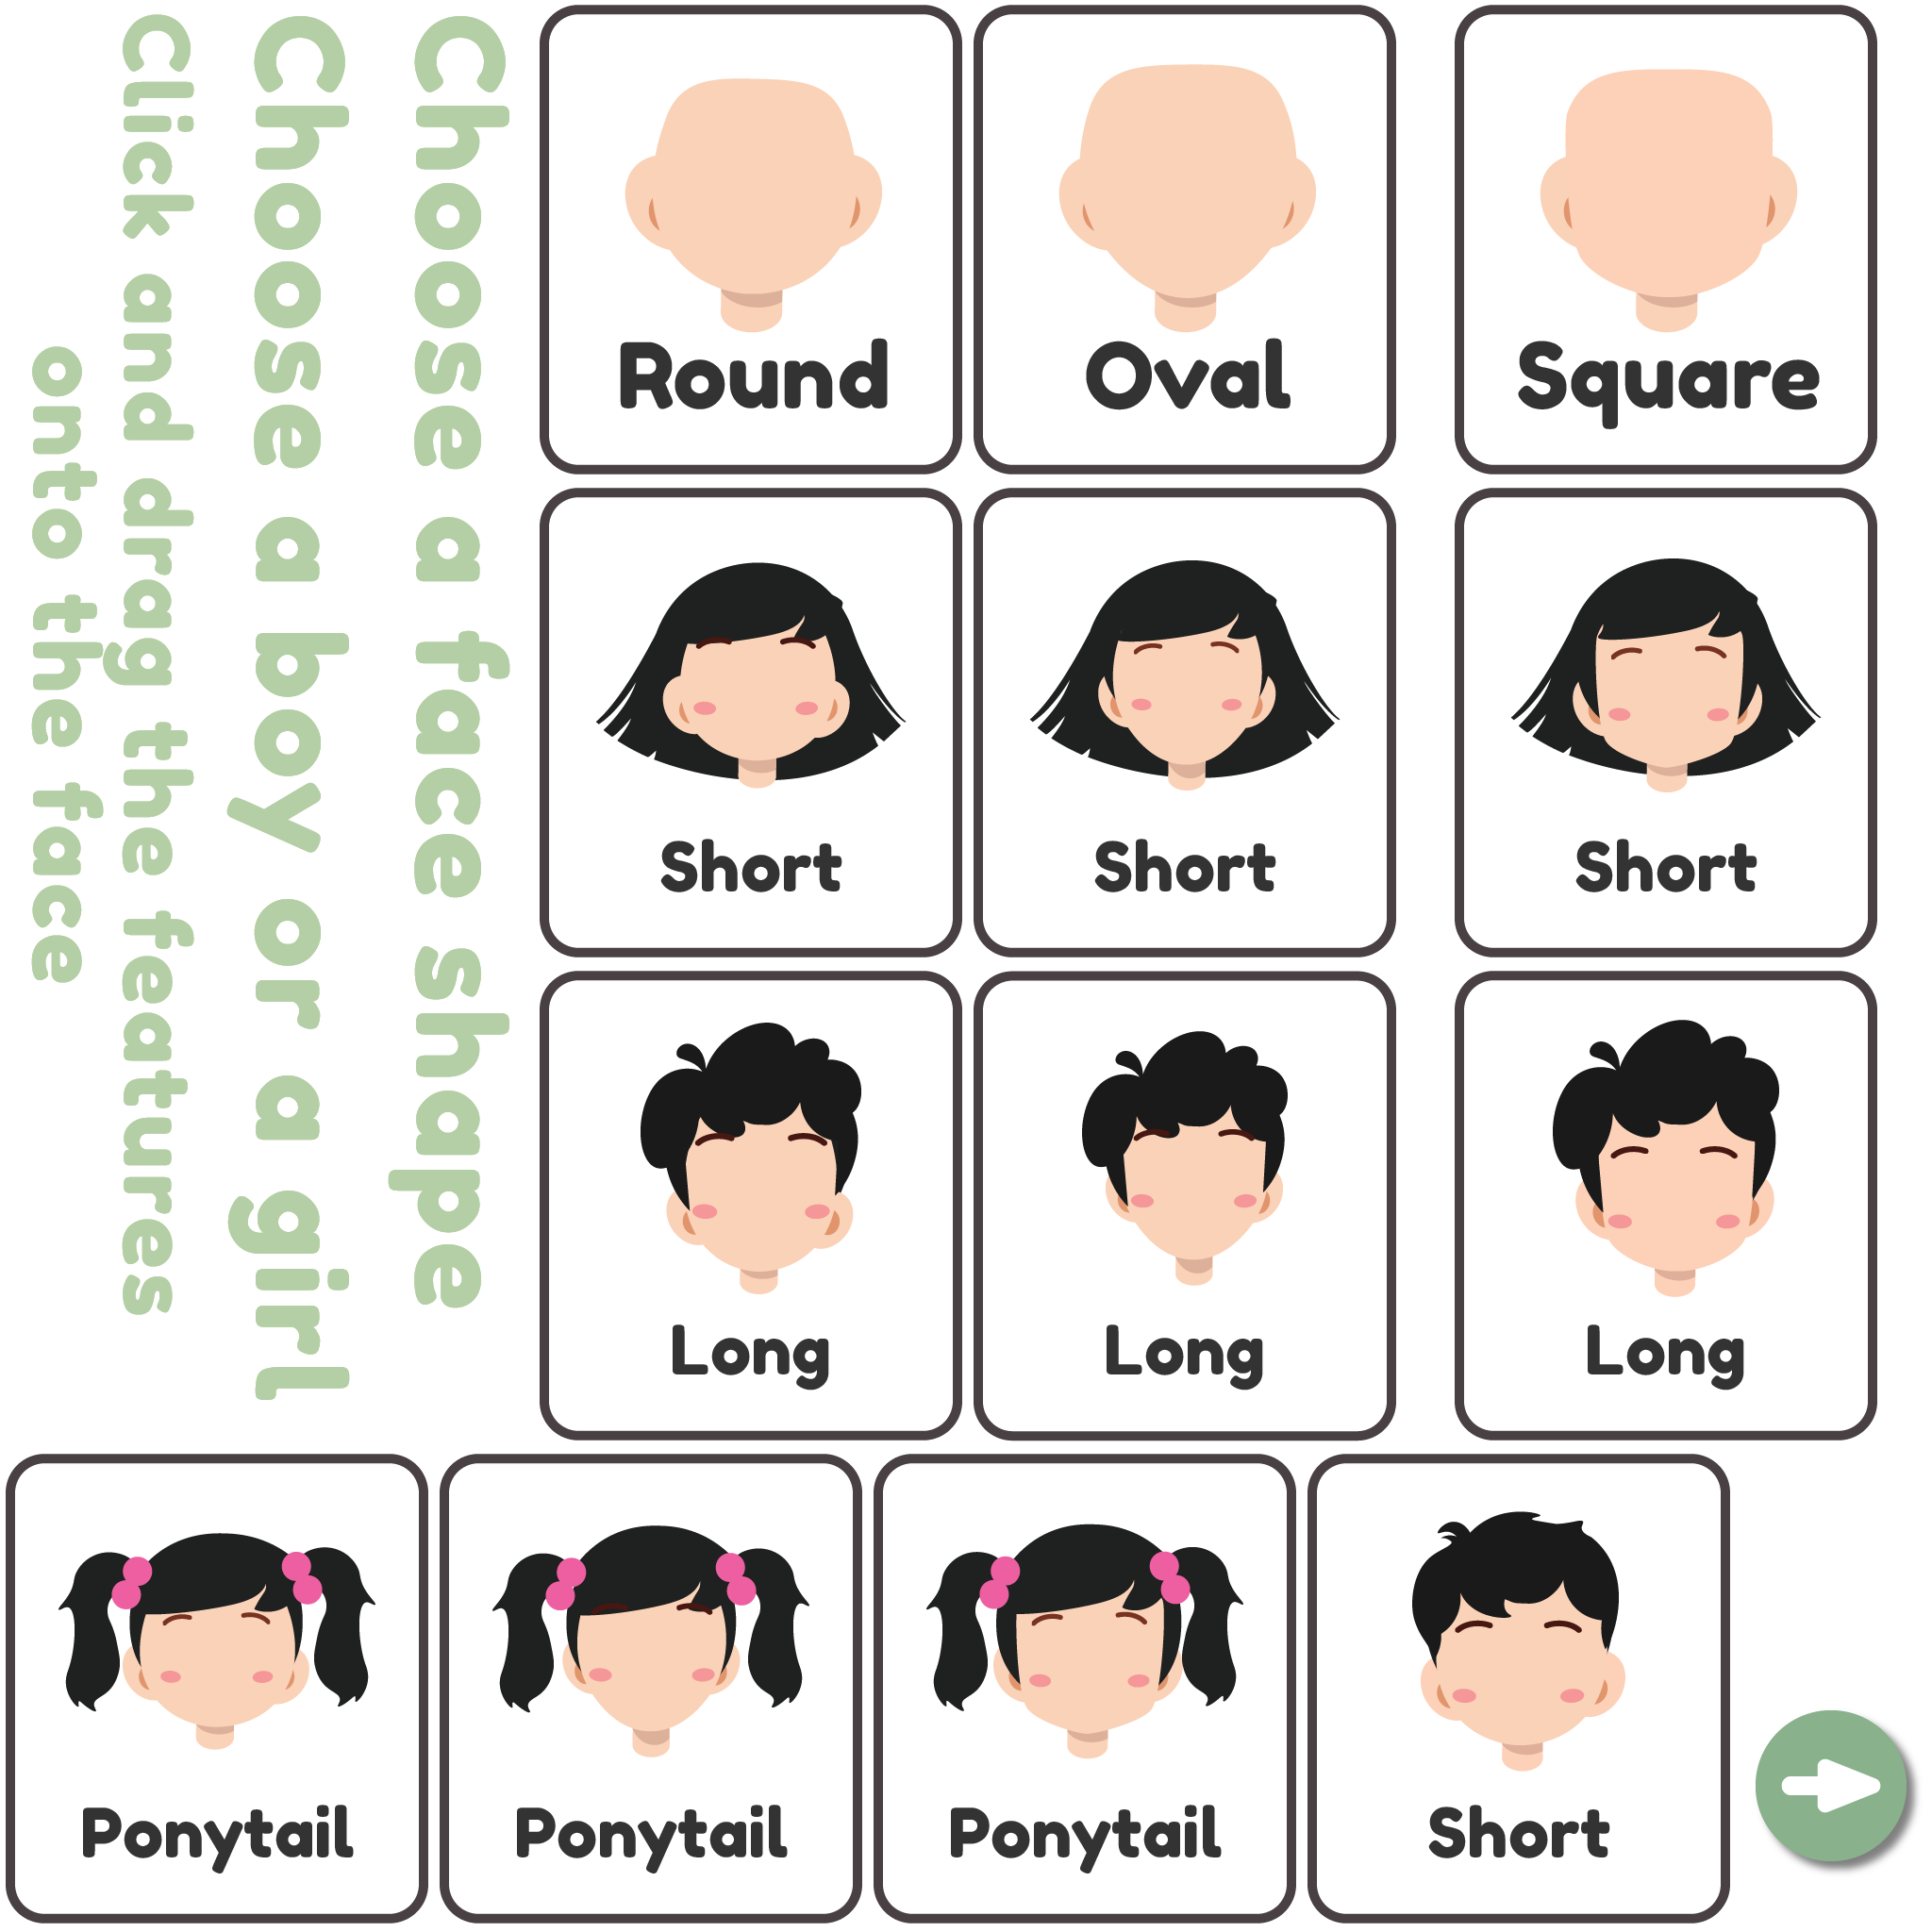 Choose a face shape
Choose a boy or a girl
Click and drag the features
onto the face
Round
Oval
Square
Short
Short
Short
Long
Long
Long
Ponytail
Ponytail
Ponytail
Short